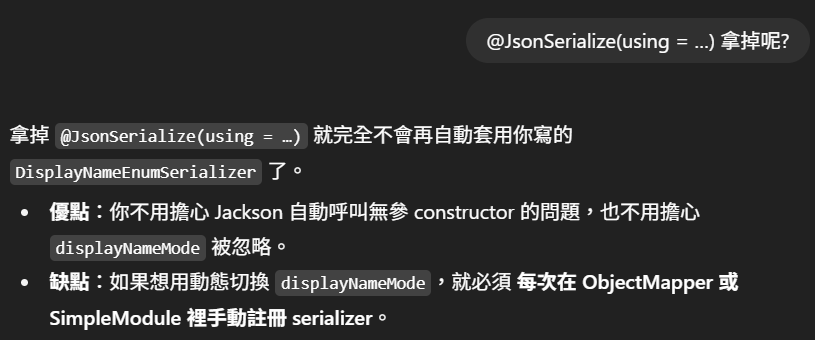 @JsonSerialize(using = …) 拿掉呢?
拿掉 @JsonSerialize(using = …) 就完全不會再自動套用你寫的
DisplayNameEnumSerializer 了。
• 優點：你不用擔心 Jackson 自動呼叫無參 constructor 的問題，也不用擔心
displayNameMode 被忽略。
• 缺點：如果想用動態切換 displayNameMode，就必須 每次在 ObjectMapper 或
SimpleModule 裡手動註冊 serializer。